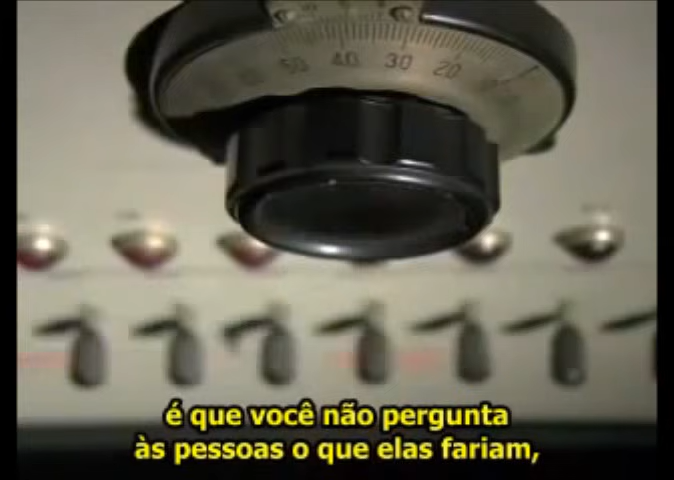 50 40 30 20
é que você não pergunta
às pessoas o que elas fariam,